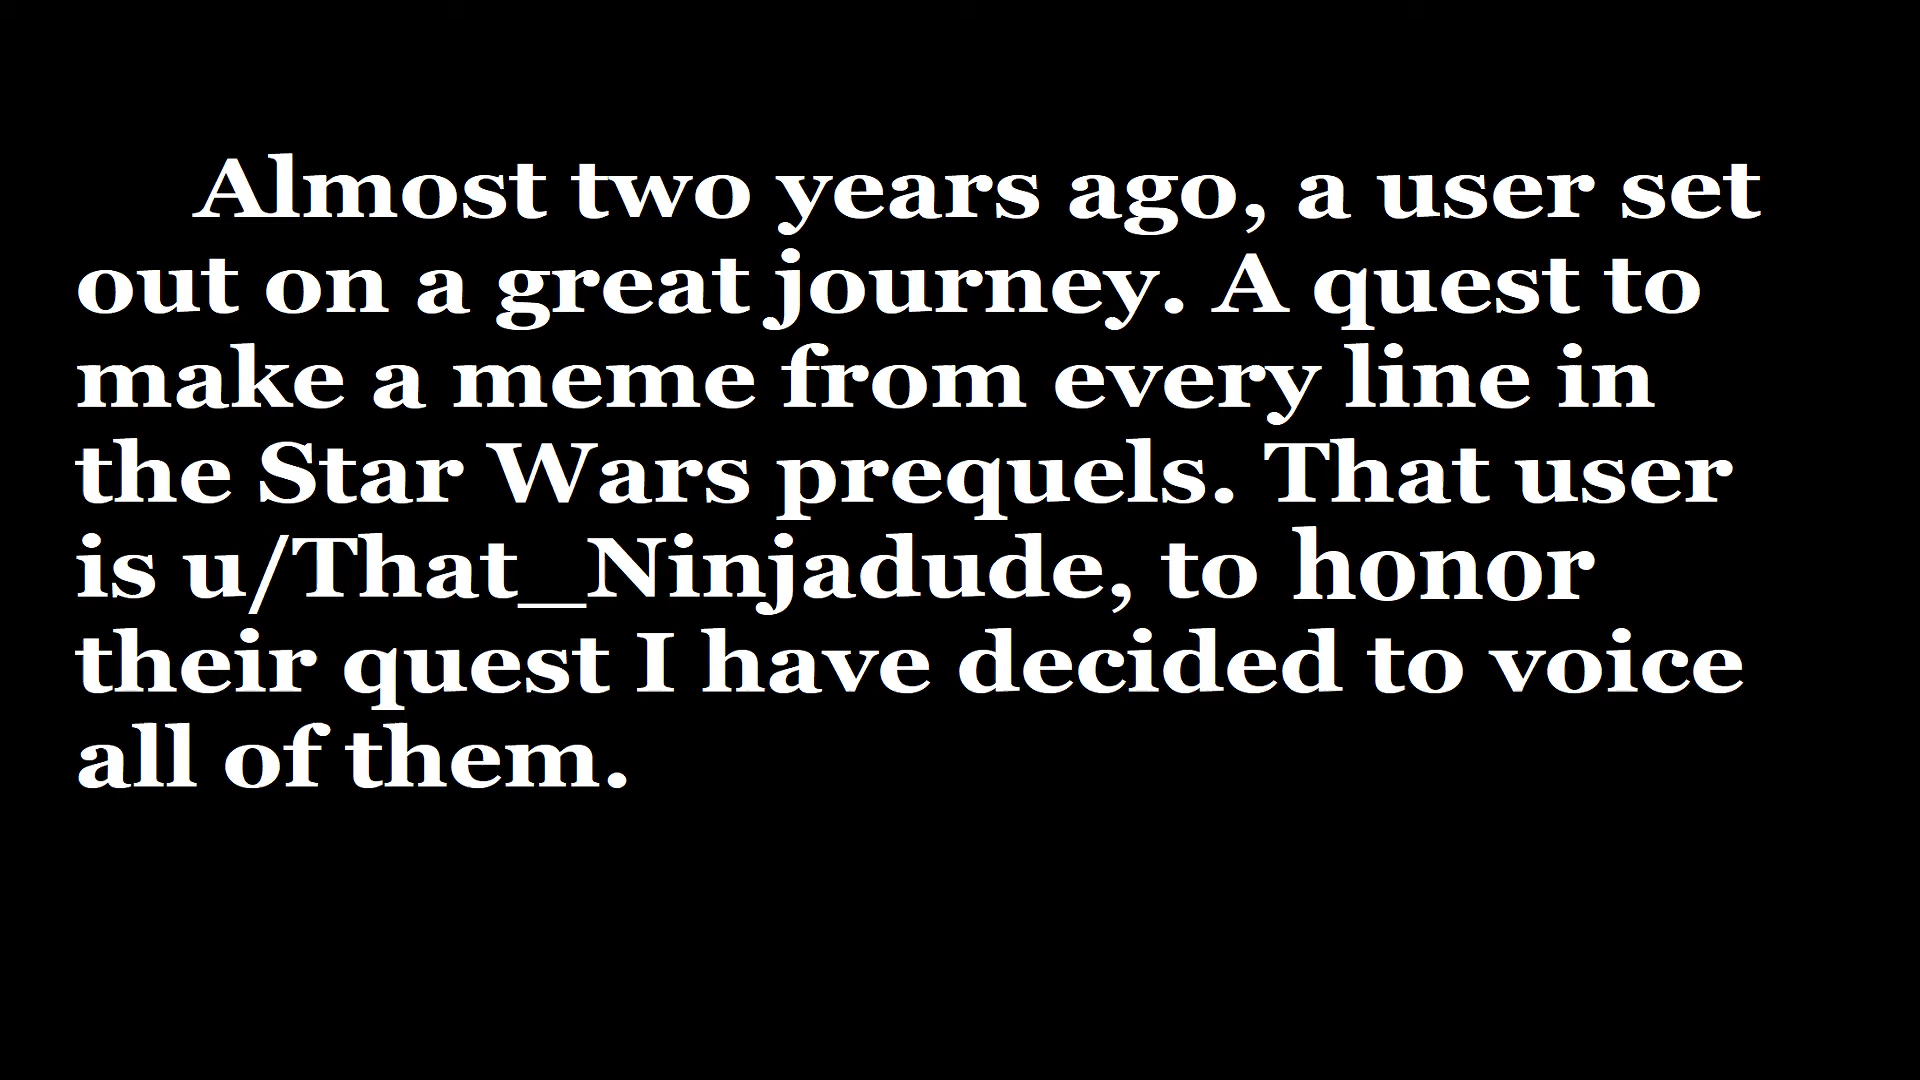 Almost two years ago, a user set
out on a great journey. A quest to
make a meme from every line in
the Star Wars prequels. That user
is u/That_Ninjadude, to honor
their quest I have decided to voice
all of them.